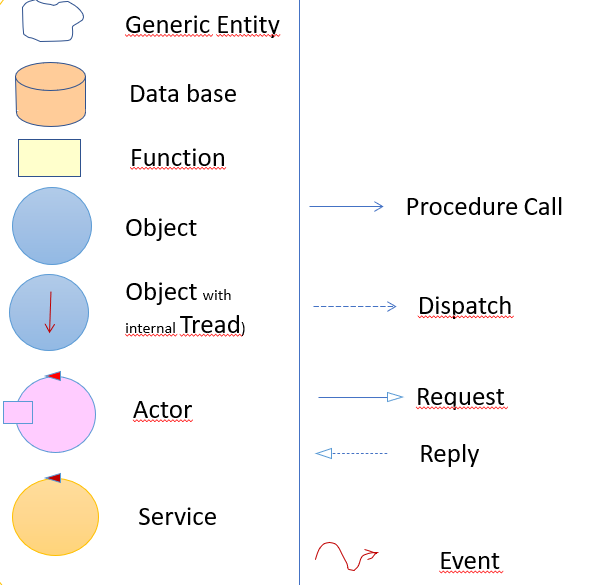 Generic Entity
Data base
Function
Object
Object with
internal Tread)
Actor
Service
Procedure Call
Dispatch
Request
Reply
Event